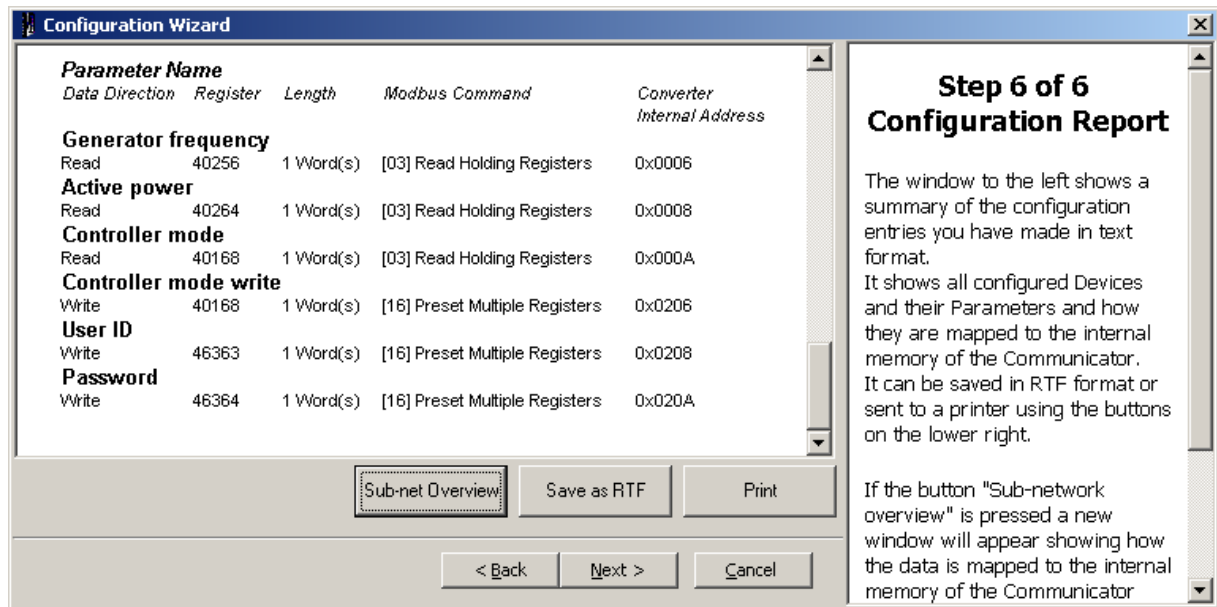 Configuration Wizard
Parameter Name
Data Direction Register Length Modbus Command Converter
Internal Address
Generator frequency
Read 40256 1 Word(s) [03] Read Holding Registers 0x0006
Active power
Read 40264 1 Word(s) [03] Read Holding Registers 0x0008
Controller mode
Read 40168 1 Word(s) [03] Read Holding Registers 0x000A
Controller mode write
Write 40168 1 Word(s) [16] Preset Multiple Registers 0x0206
User ID
Write 46363 1 Word(s) [16] Preset Multiple Registers 0x0208
Password
Write 46364 1 Word(s) [16] Preset Multiple Registers 0x020A
Sub-net Overview Save as RTF Print
< Back Next > Cancel
Step 6 of 6
Configuration Report
The window to the left shows a
summary of the configuration
entries you have made in text
format.
It shows all configured Devices
and their Parameters and how
they are mapped to the internal
memory of the Communicator.
It can be saved in RTF format or
sent to a printer using the buttons
on the lower right.
If the button "Sub-network
overview" is pressed a new
window will appear showing how
the data is mapped to the internal
memory of the Communicator